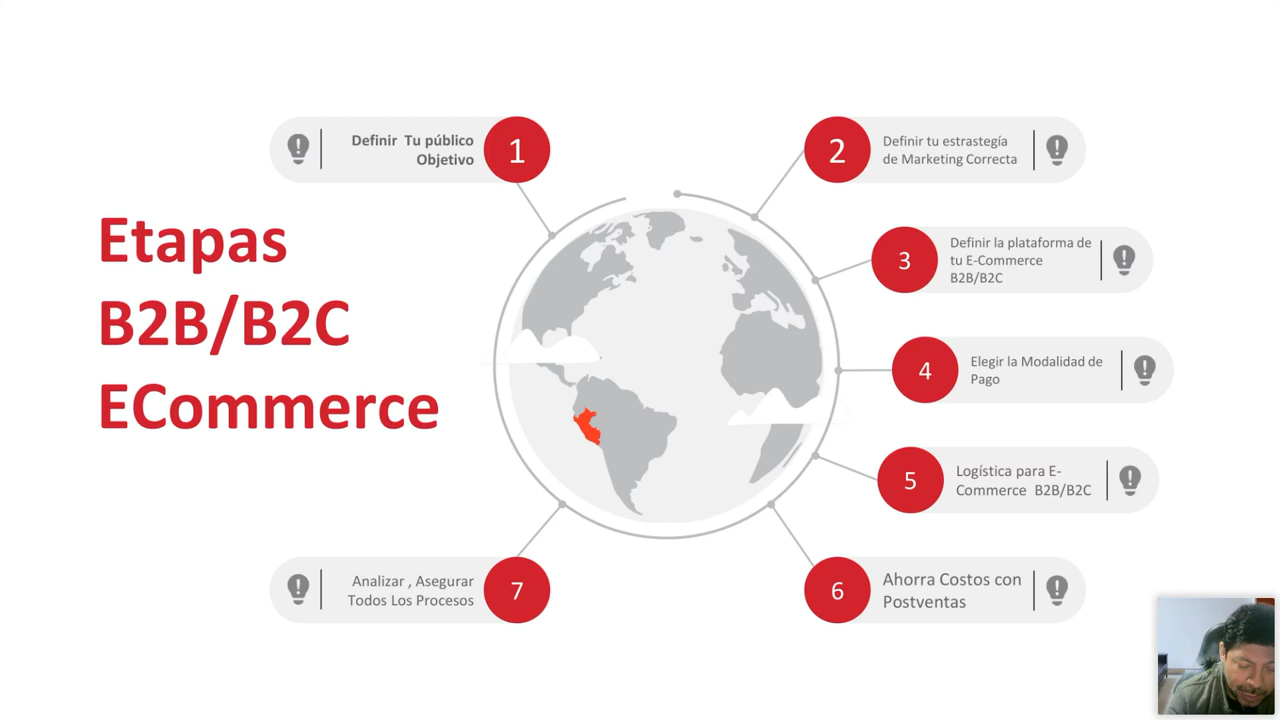 Etapas
B2B/B2C
ECommerce
1
Definir Tu público
Objetivo
2
Definir tu estrastegía
de Marketing Correcta
3
Definir la plataforma de
tu E-Commerce
B2B/B2C
4
Elegir la Modalidad de
Pago
5
Logística para E-
Commerce B2B/B2C
6
Ahorra Costos con
Postventas
7
Analizar , Asegurar
Todos Los Procesos